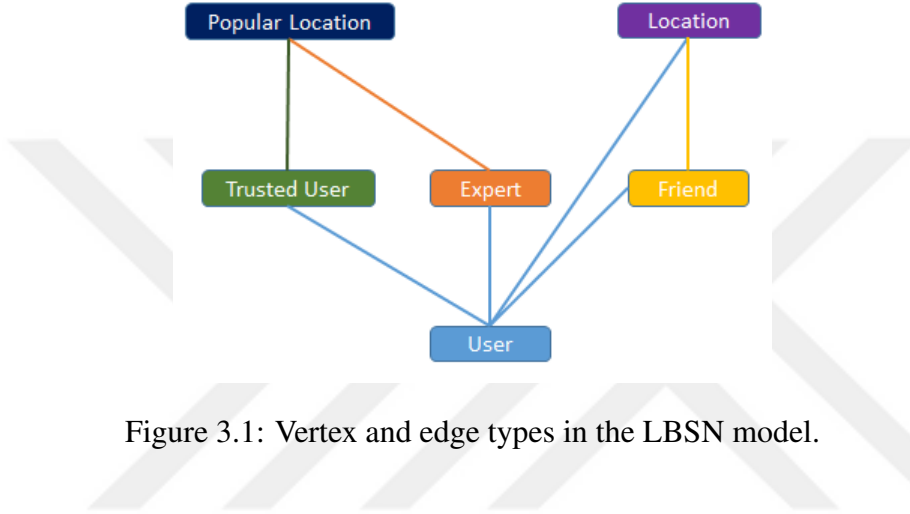 Popular Location
Location
Trusted User
Expert
Friend
User
Figure 3.1: Vertex and edge types in the LBSN model.